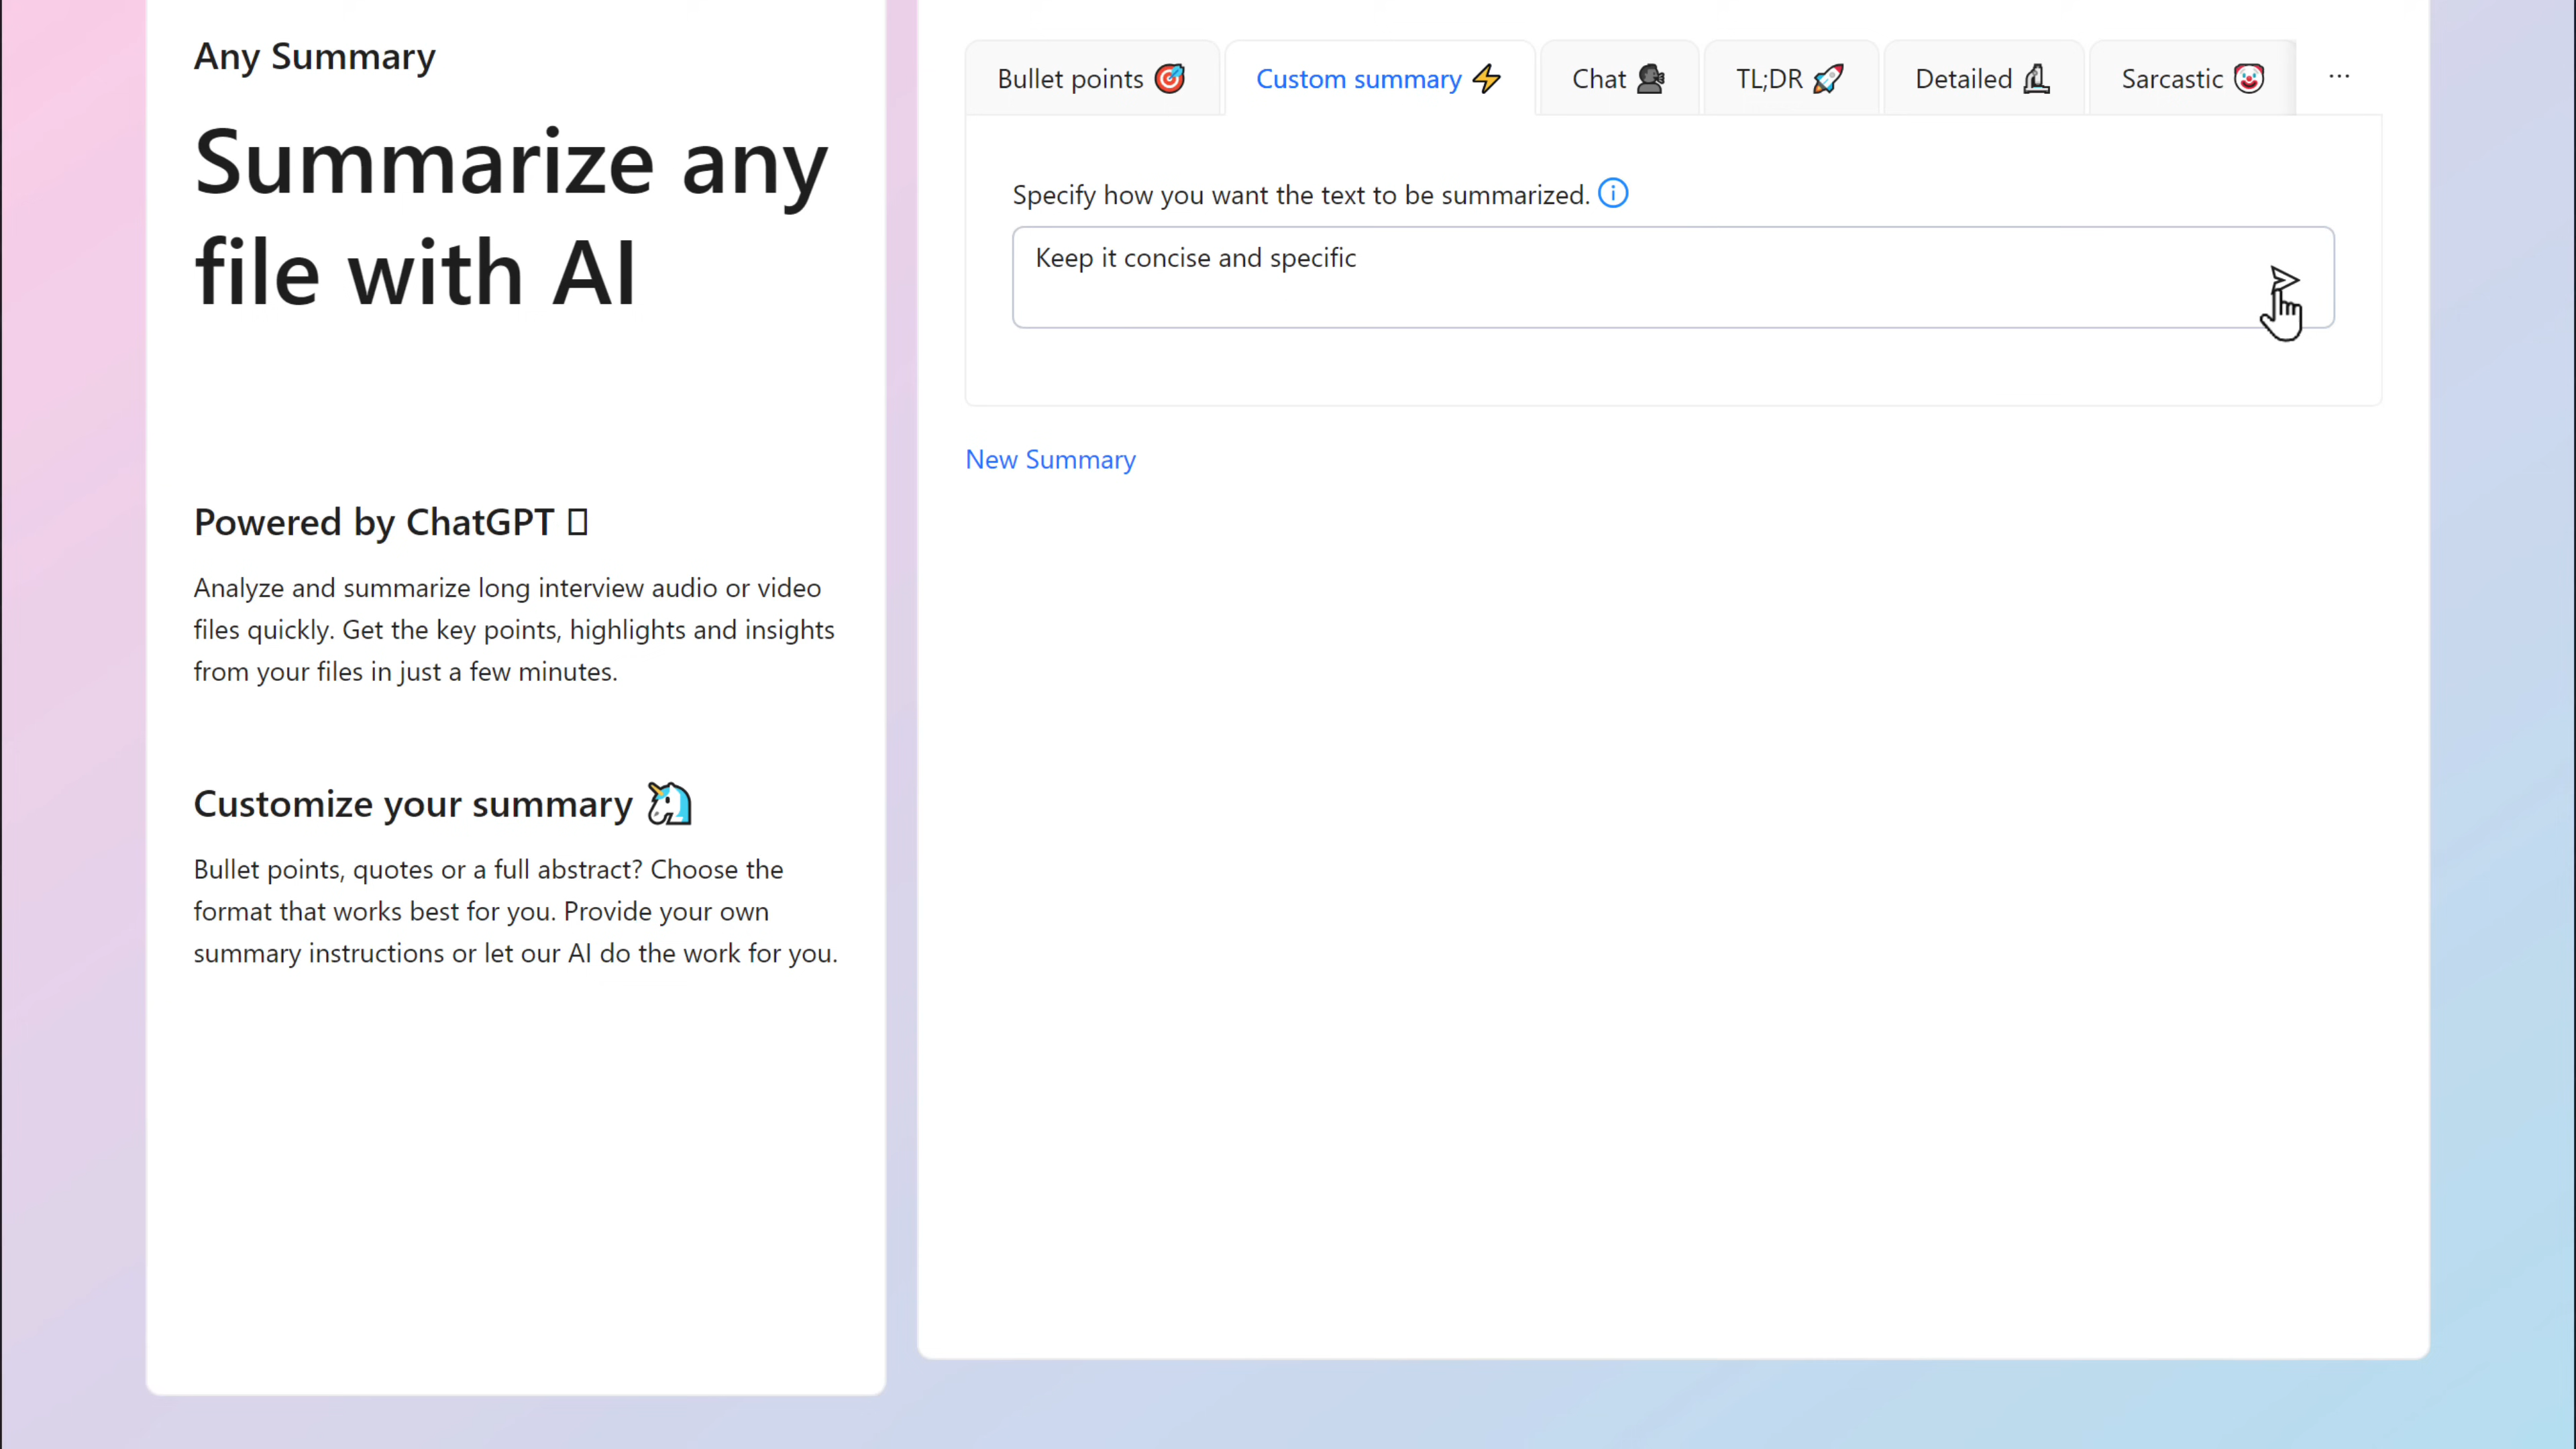 Any Summary
Summarize any
file with AI
Powered by ChatGPT
Analyze and summarize long interview audio or video
files quickly. Get the key points, highlights and insights
from your files in just a few minutes.
Customize your summary 🦄
Bullet points, quotes or a full abstract? Choose the
format that works best for you. Provide your own
summary instructions or let our AI do the work for you.
Bullet points 🎯 Custom summary ⚡ Chat 🗣 TL;DR 🚀 Detailed 🔬 Sarcastic 🤡 ···
Specify how you want the text to be summarized.
Keep it concise and specific
New Summary